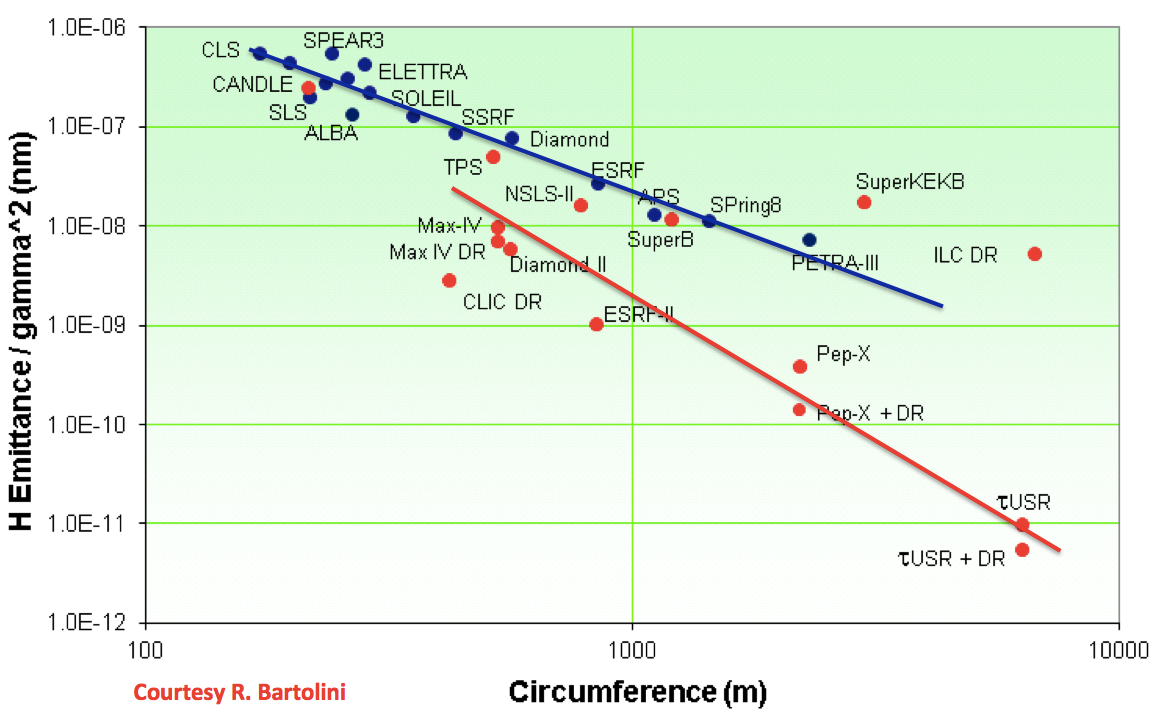 1.0E-06
1.0E-07
1.0E-08
1.0E-09
1.0E-10
1.0E-11
1.0E-12
H Emittance / gamma^2 (nm)
CLS
SPEAR3
CANDLE
ELETTRA
SLS
SOLEIL
ALBA
SSRF
Diamond
TPS
ESRF
NSLS-II
APS
SPring8
SuperKEKB
Max-IV
SuperB
Max IV DR
Diamond II
PETRA-III
ILC DR
CLIC DR
ESRF-II
Pep-X
Pep-X + DR
τUSR
τUSR + DR
100
1000
10000
Courtesy R. Bartolini
Circumference (m)